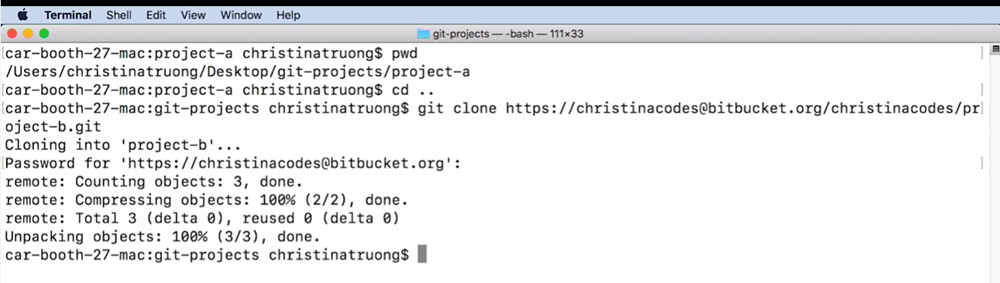 Terminal Shell Edit View Window Help
git-projects — -bash — 111×33
[car-booth-27-mac:project-a christinatruong$ pwd ]
/Users/christinatruong/Desktop/git-projects/project-a
[car-booth-27-mac:project-a christinatruong$ cd .. ]
[car-booth-27-mac:git-projects christinatruong$ git clone https://christinacodes@bitbucket.org/christinacodes/pr]
oject-b.git
Cloning into 'project-b'...
[Password for 'https://christinacodes@bitbucket.org': ]
remote: Counting objects: 3, done.
remote: Compressing objects: 100% (2/2), done.
remote: Total 3 (delta 0), reused 0 (delta 0)
Unpacking objects: 100% (3/3), done.
car-booth-27-mac:git-projects christinatruong$